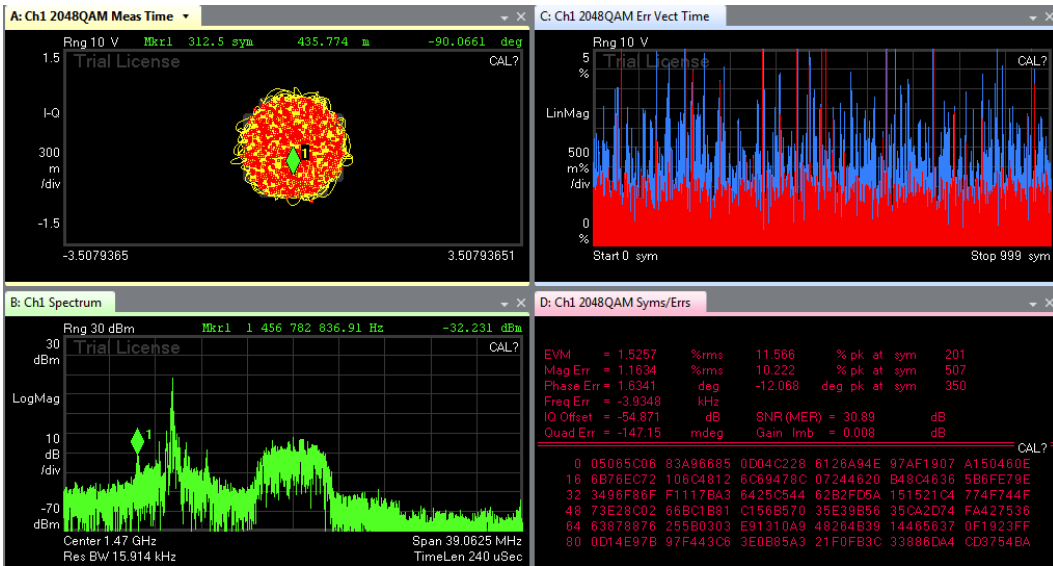 A: Ch1 2048QAM Meas Time
Rng 10 V Mkr1 312.5 sym 435.774 m -90.0661 deg
1.5 Trial License CAL?
I-Q
1
300
m
/div
-1.5
-3.5079365 3.50793651
C: Ch1 2048QAM Err Vect Time
Rng 10 V
5 Trial License CAL?
%
LinMag
500
m%
/div
0
%
Start 0 sym Stop 999 sym
B: Ch1 Spectrum
Rng 30 dBm Mkr1 1 456 782 836.91 Hz -32.231 dBm
30 Trial License CAL?
dBm
LogMag
1
10
dB
/div
-70
dBm
Center 1.47 GHz Span 39.0625 MHz
Res BW 15.914 kHz TimeLen 240 uSec
D: Ch1 2048QAM Syms/Errs
EVM = 1.5257 %rms 11.566 % pk at sym 201
Mag Err = 1.1634 %rms 10.222 % pk at sym 507
Phase Err = 1.6341 deg -12.068 deg pk at sym 350
Freq Err = -3.9348 kHz
IQ Offset = -54.871 dB SNR(MER) = 30.89 dB
Quad Err = -147.15 mdeg Gain Imb = 0.008 dB
CAL?
0 05065C06 83A96685 0D04C228 6126A94E 97AF1907 A150460E
16 6B76EC72 106C4812 6C69478C 07244620 B48C4636 5B6FE79E
32 3496F86F F1117BA3 6425C544 62B2FD5A 151521C4 774F744F
48 73E28C02 66BC1B81 C156B570 35E39B56 35CA2D74 FA427536
64 63878876 255B0303 E91310A9 48264B39 14465637 0F1923FF
80 0D14E97B 97F443C6 3E0B85A3 21F0FB3C 33886DA4 CD3754BA